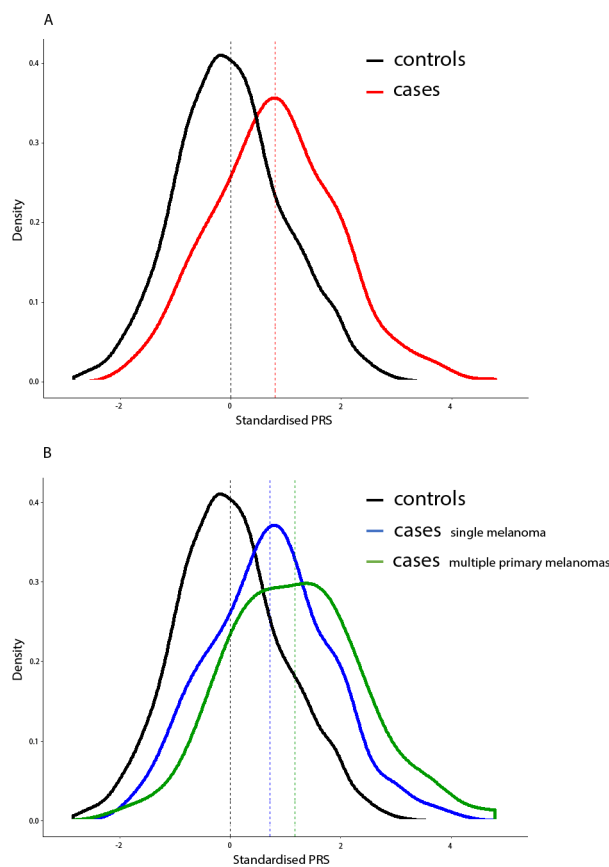 A
0.4
0.3
0.2
0.1
0.0
Density
controls
cases
-2
0
2
4
Standardised PRS
B
0.4
0.3
0.2
0.1
0.0
Density
controls
cases single melanoma
cases multiple primary melanomas
-2
0
2
4
Standardised PRS